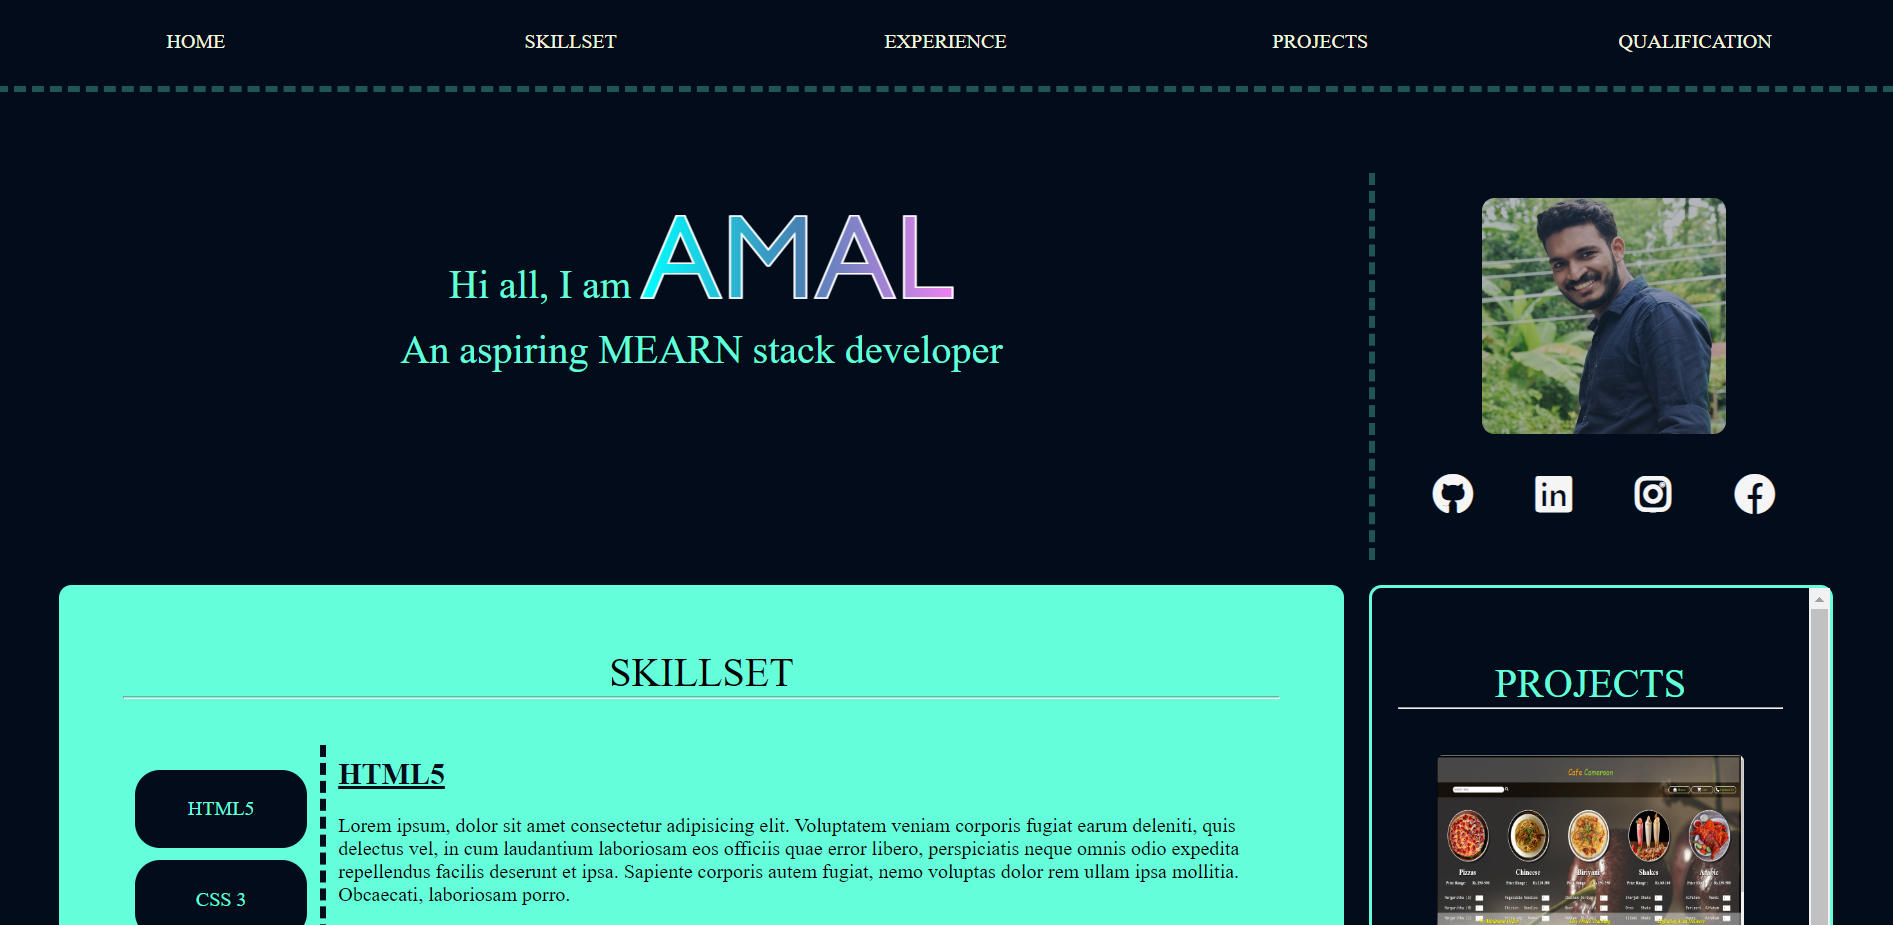 HOME SKILLSET EXPERIENCE PROJECTS QUALIFICATION
Hi all, I am AMAL
An aspiring MEARN stack developer
in
SKILLSET
HTML5
CSS 3
HTML5
Lorem ipsum, dolor sit amet consectetur adipisicing elit. Voluptatem veniam corporis fugiat earum deleniti, quis
delectus vel, in cum laudantium laboriosam eos officiis quae error libero, perspiciatis neque omnis odio expedita
repellendus facilis deserunt et ipsa. Sapiente corporis autem fugiat, nemo voluptas dolor rem ullam ipsa mollitia.
Obcaecati, laboriosam porro.
PROJECTS
Cafe Cameroon
Pizzas Chineese Biriyani Shakes Arabic